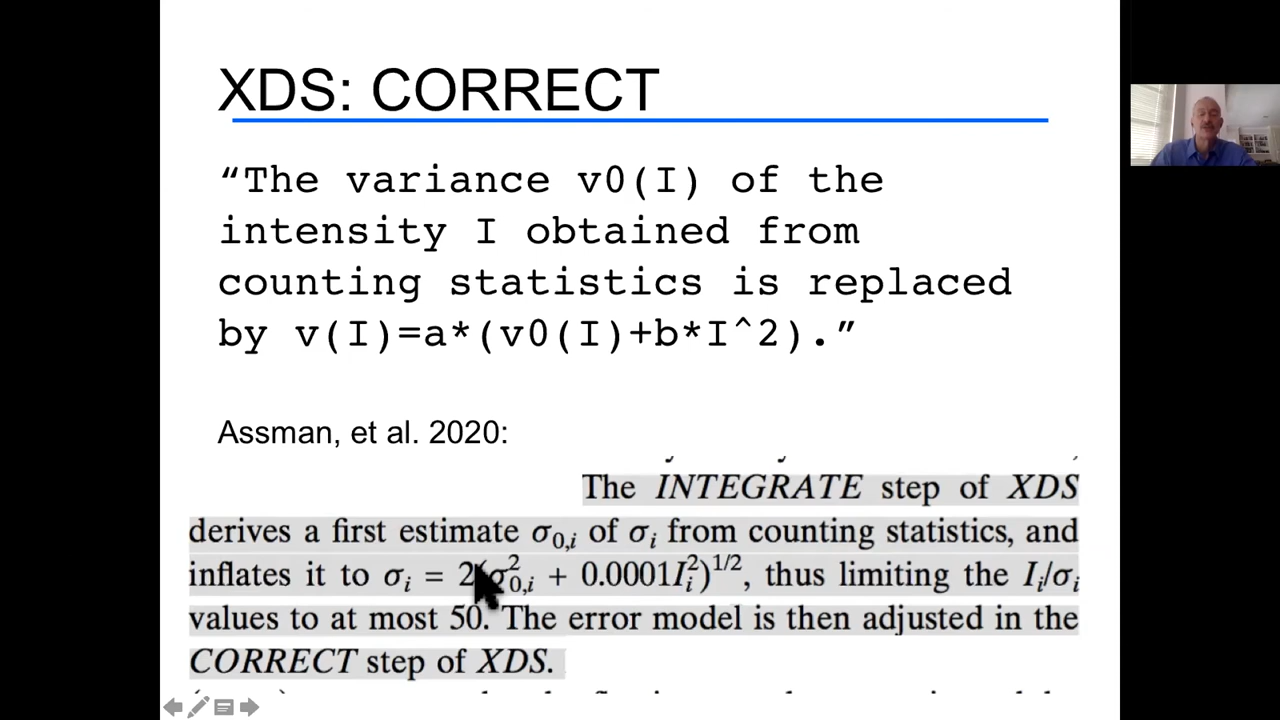 XDS: CORRECT
“The variance v0(I) of the
intensity I obtained from
counting statistics is replaced
by v(I)=a*(v0(I)+b*I^2).”
Assman, et al. 2020:
The INTEGRATE step of XDS
derives a first estimate σ₀,ᵢ of σᵢ from counting statistics, and
inflates it to σᵢ = 2(σ²₀,ᵢ + 0.0001Iᵢ²)¹/², thus limiting the Iᵢ/σᵢ
values to at most 50. The error model is then adjusted in the
CORRECT step of XDS.